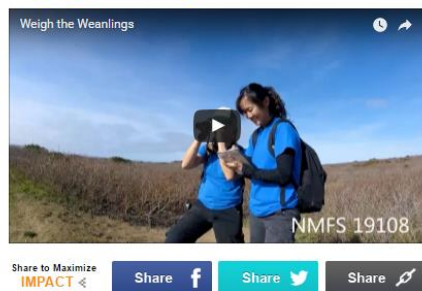 Weigh the Weanlings
NMFS 19108
Share to Maximize
IMPACT
Share f
Share
Share